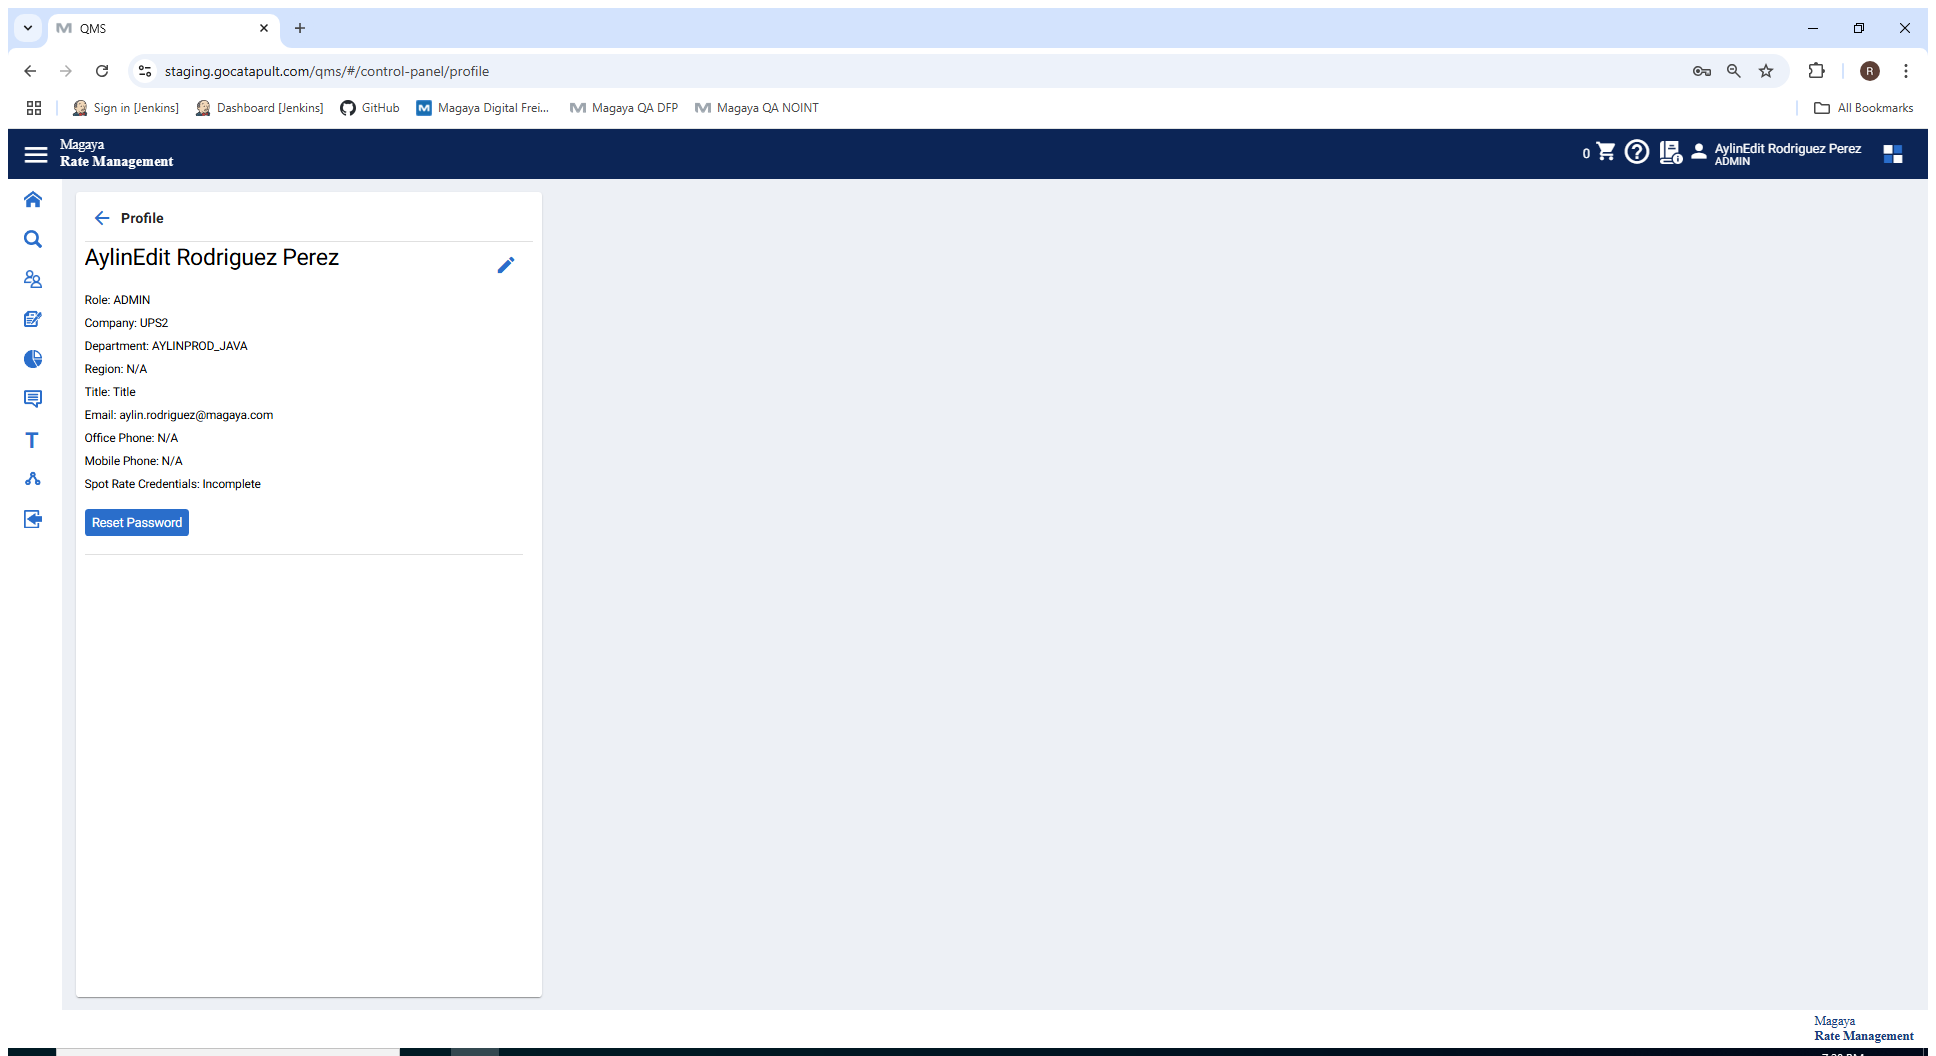 QMS
staging.gocatapult.com/qms/#/control-panel/profile
R
Sign in [Jenkins]
Dashboard [Jenkins]
GitHub
Magaya Digital Frei...
Magaya QA DFP
Magaya QA NOINT
All Bookmarks
Magaya
Rate Management
0
AylinEdit Rodriguez Perez
ADMIN
Profile
AylinEdit Rodriguez Perez
Role: ADMIN
Company: UPS2
Department: AYLINPROD_JAVA
Region: N/A
Title: Title
Email: aylin.rodriguez@magaya.com
Office Phone: N/A
Mobile Phone: N/A
Spot Rate Credentials: Incomplete
Reset Password
Magaya
Rate Management